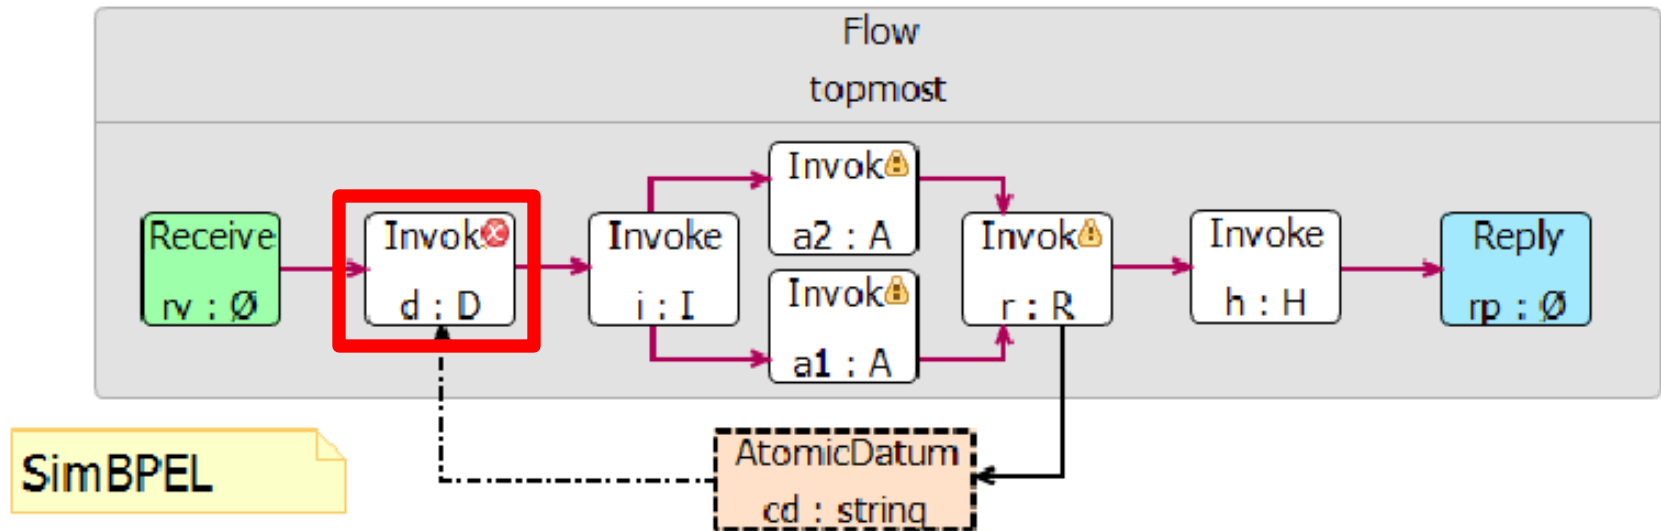 Flow
topmost
Receive
rv : Ø
Invok
d : D
Invoke
i : I
Invok
a2 : A
Invok
a1 : A
Invok
r : R
Invoke
h : H
Reply
rp : Ø
AtomicDatum
cd : string
SimBPEL